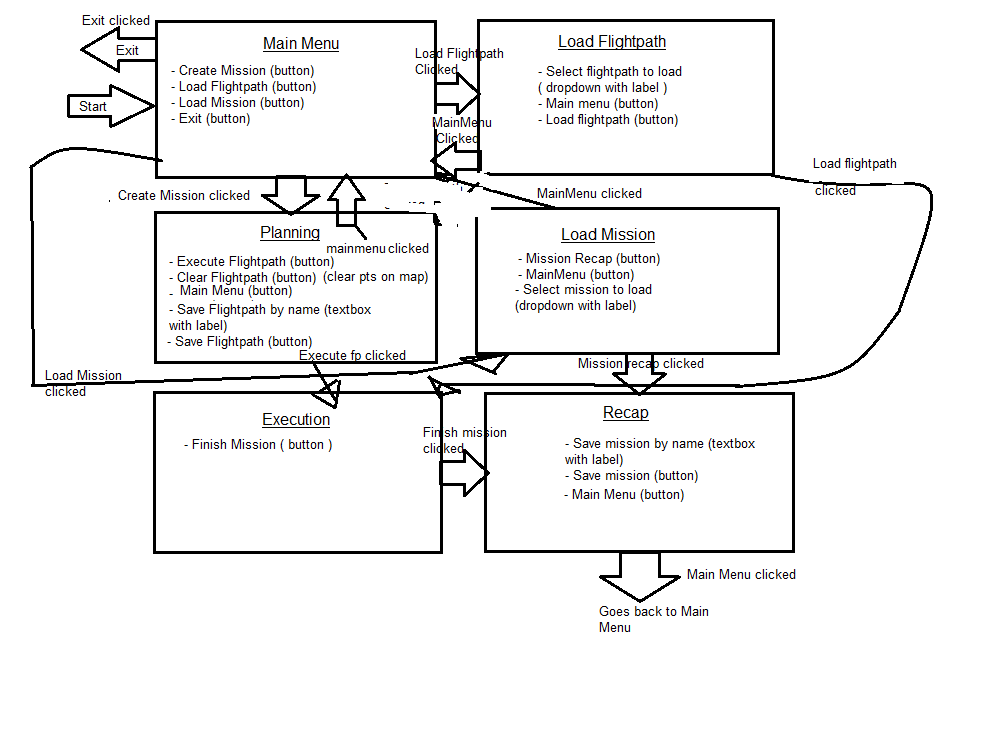 Exit clicked
Exit
Start
Main Menu
- Create Mission (button)
- Load Flightpath (button)
- Load Mission (button)
- Exit (button)
Load Flightpath
Clicked
MainMenu
Clicked
Load Flightpath
- Select flightpath to load
( dropdown with label )
- Main menu (button)
- Load flightpath (button)
Load flightpath
clicked
Create Mission clicked
mainmenu clicked
MainMenu clicked
Planning
- Execute Flightpath (button)
- Clear Flightpath (button) (clear pts on map)
- Main Menu (button)
- Save Flightpath by name (textbox
with label)
- Save Flightpath (button)
Load Mission
- Mission Recap (button)
- MainMenu (button)
- Select mission to load
(dropdown with label)
Execute fp clicked
Mission recap clicked
Load Mission
clicked
Execution
- Finish Mission ( button )
Finish mission
clicked
Recap
- Save mission by name (textbox
with label)
- Save mission (button)
- Main Menu (button)
Main Menu clicked
Goes back to Main
Menu